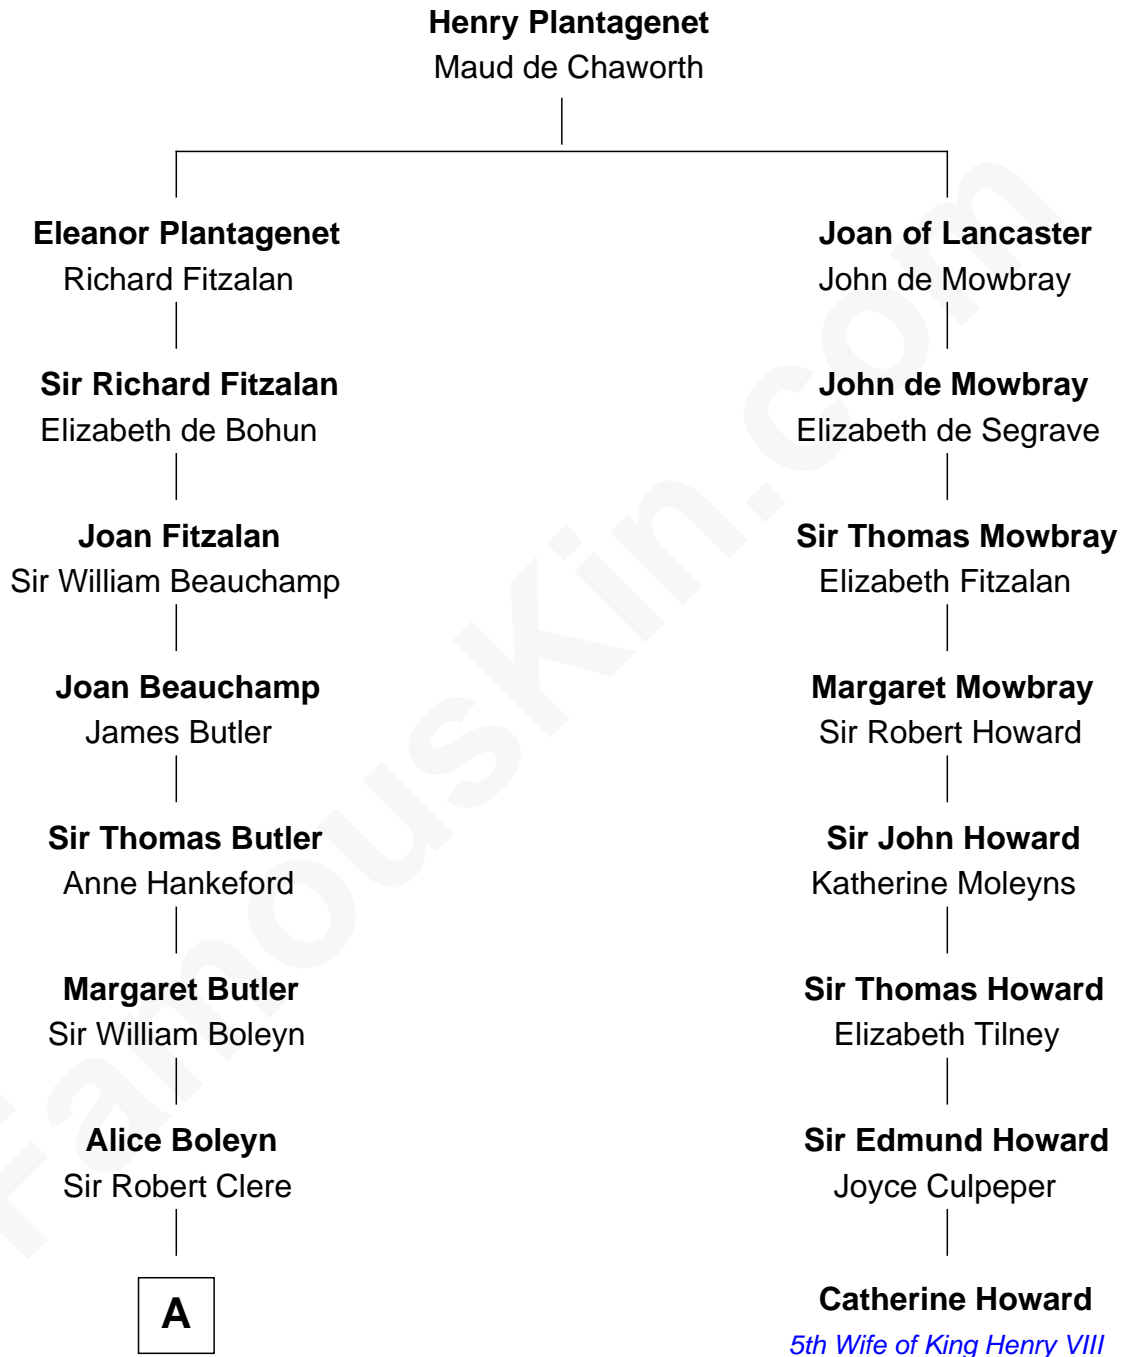 Henry Plantagenet
Maud de Chaworth
Eleanor Plantagenet
Richard Fitzalan
Joan of Lancaster
John de Mowbray
Sir Richard Fitzalan
Elizabeth de Bohun
John de Mowbray
Elizabeth de Segrave
Joan Fitzalan
Sir William Beauchamp
Sir Thomas Mowbray
Elizabeth Fitzalan
Joan Beauchamp
James Butler
Margaret Mowbray
Sir Robert Howard
Sir Thomas Butler
Anne Hankeford
Sir John Howard
Katherine Moleyns
Margaret Butler
Sir William Boleyn
Sir Thomas Howard
Elizabeth Tilney
Alice Boleyn
Sir Robert Clere
Sir Edmund Howard
Joyce Culpeper
A
Catherine Howard
5th Wife of King Henry VIII
FamousKin.com